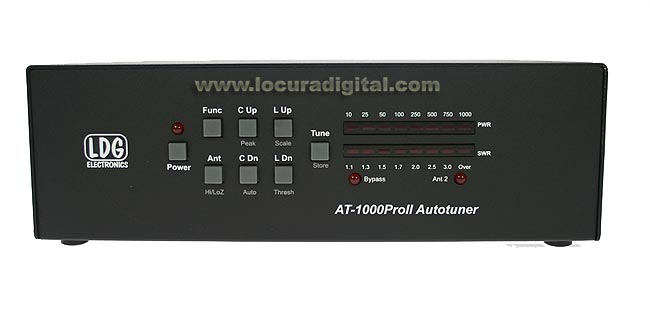 www.locuradigital.com
Func C Up L Up
Peak Scale
Tune
Store
Power
Ant C Dn L Dn
Hi/LoZ Auto Thresh
LDG
ELECTRONICS
10 25 50 100 250 500 750 1000
PWR
SWR
1.1 1.3 1.5 1.7 2.0 2.5 3.0 Over
Bypass Ant 2
AT-1000ProII Autotuner